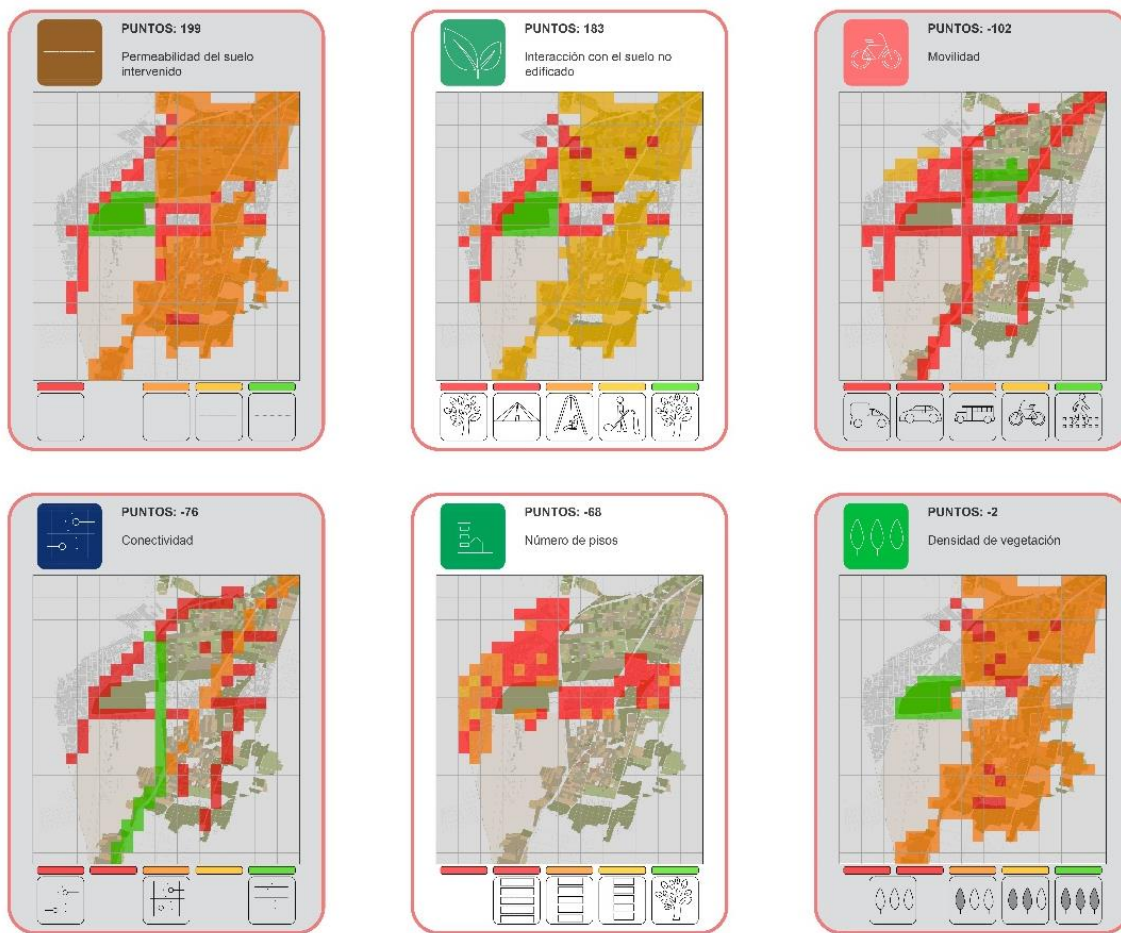 PUNTOS: 199
Permeabilidad del suelo
intervenido
PUNTOS: 183
Interacción con el suelo no
edificado
PUNTOS: -102
Movilidad
PUNTOS: -76
Conectividad
PUNTOS: -68
Número de pisos
PUNTOS: -2
Densidad de vegetación